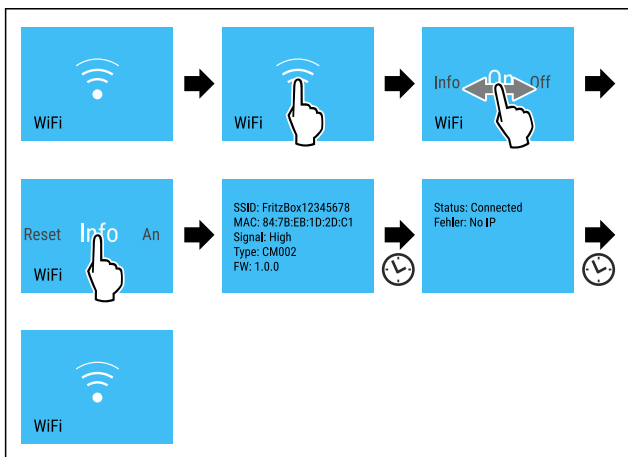 WiFi
WiFi
Info On Off
WiFi
Reset Info An
WiFi
SSID: FritzBox12345678
MAC: 84:7B:EB:1D:2D:C1
Signal: High
Type: CM002
FW: 1.0.0
Status: Connected
Fehler: No IP
WiFi